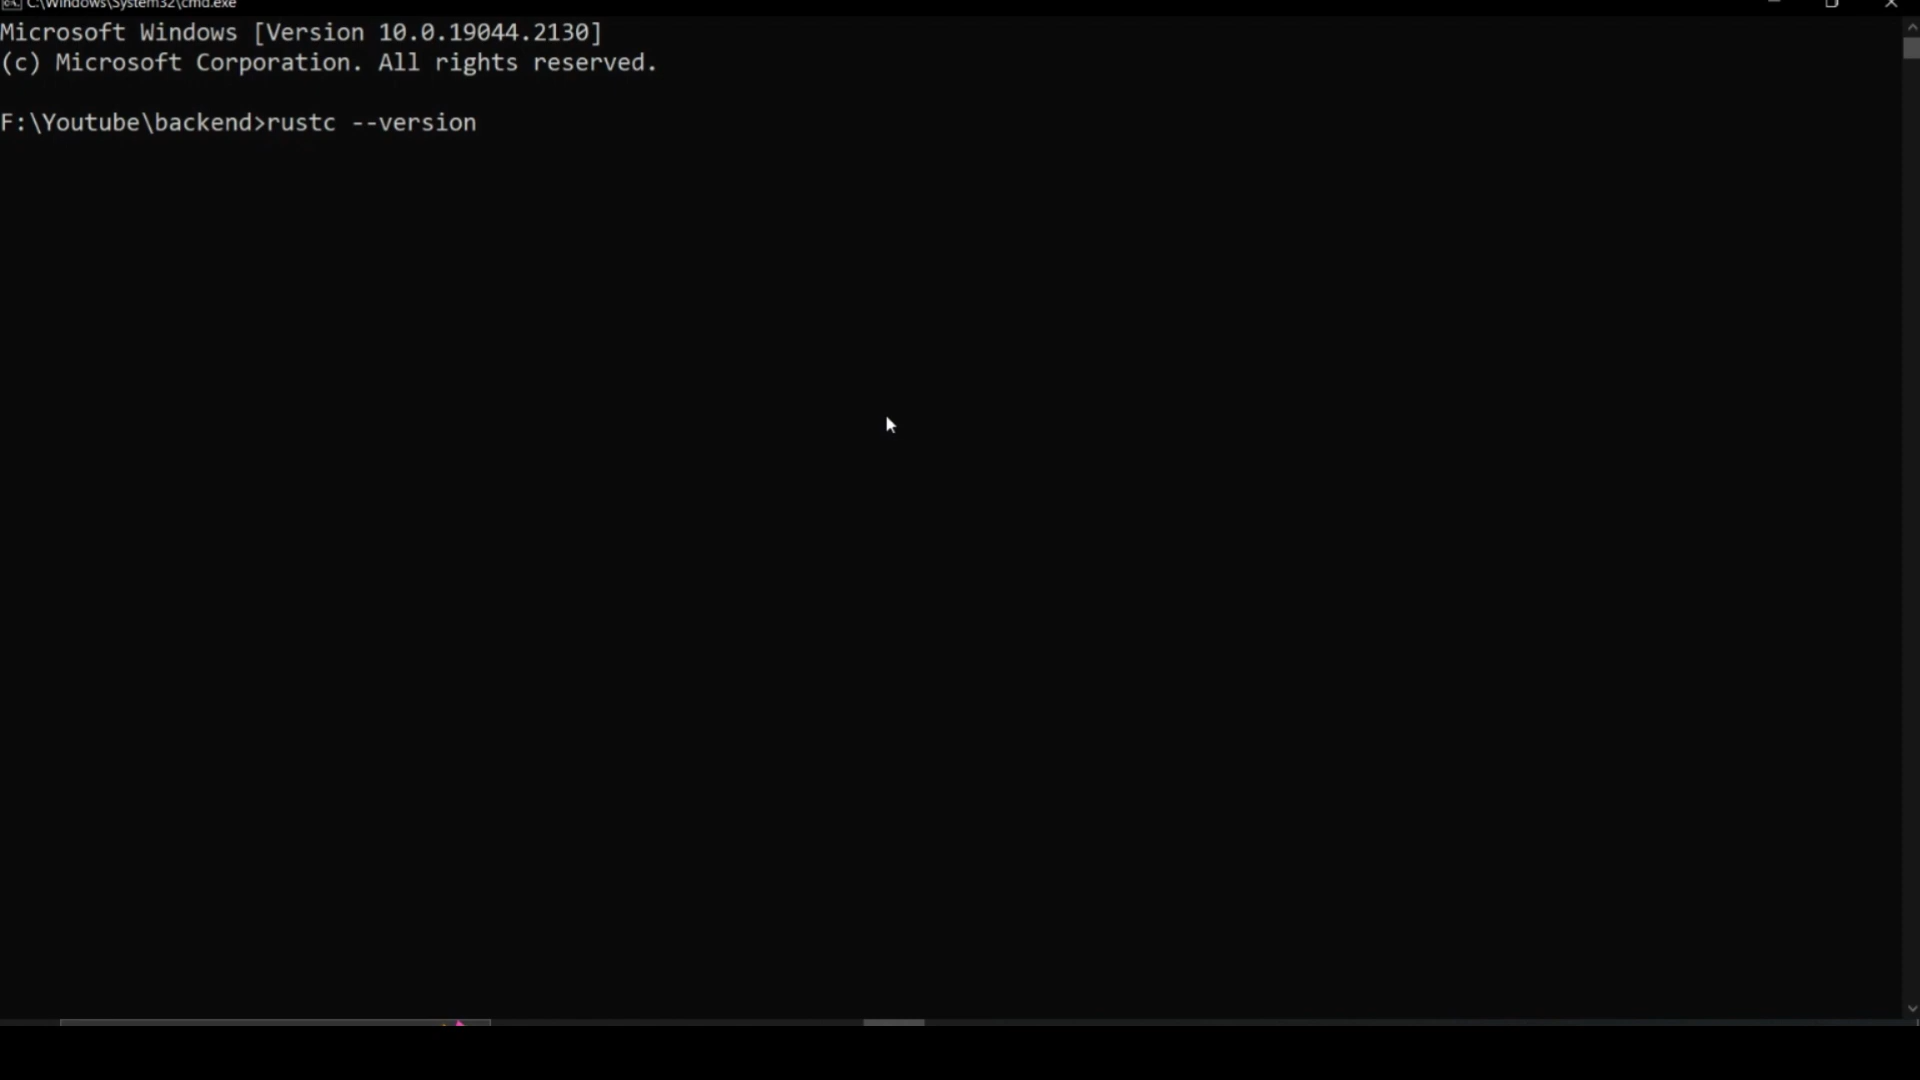 C:\Windows\System32\cmd.exe
Microsoft Windows [Version 10.0.19044.2130]
(c) Microsoft Corporation. All rights reserved.
F:\Youtube\backend>rustc --version